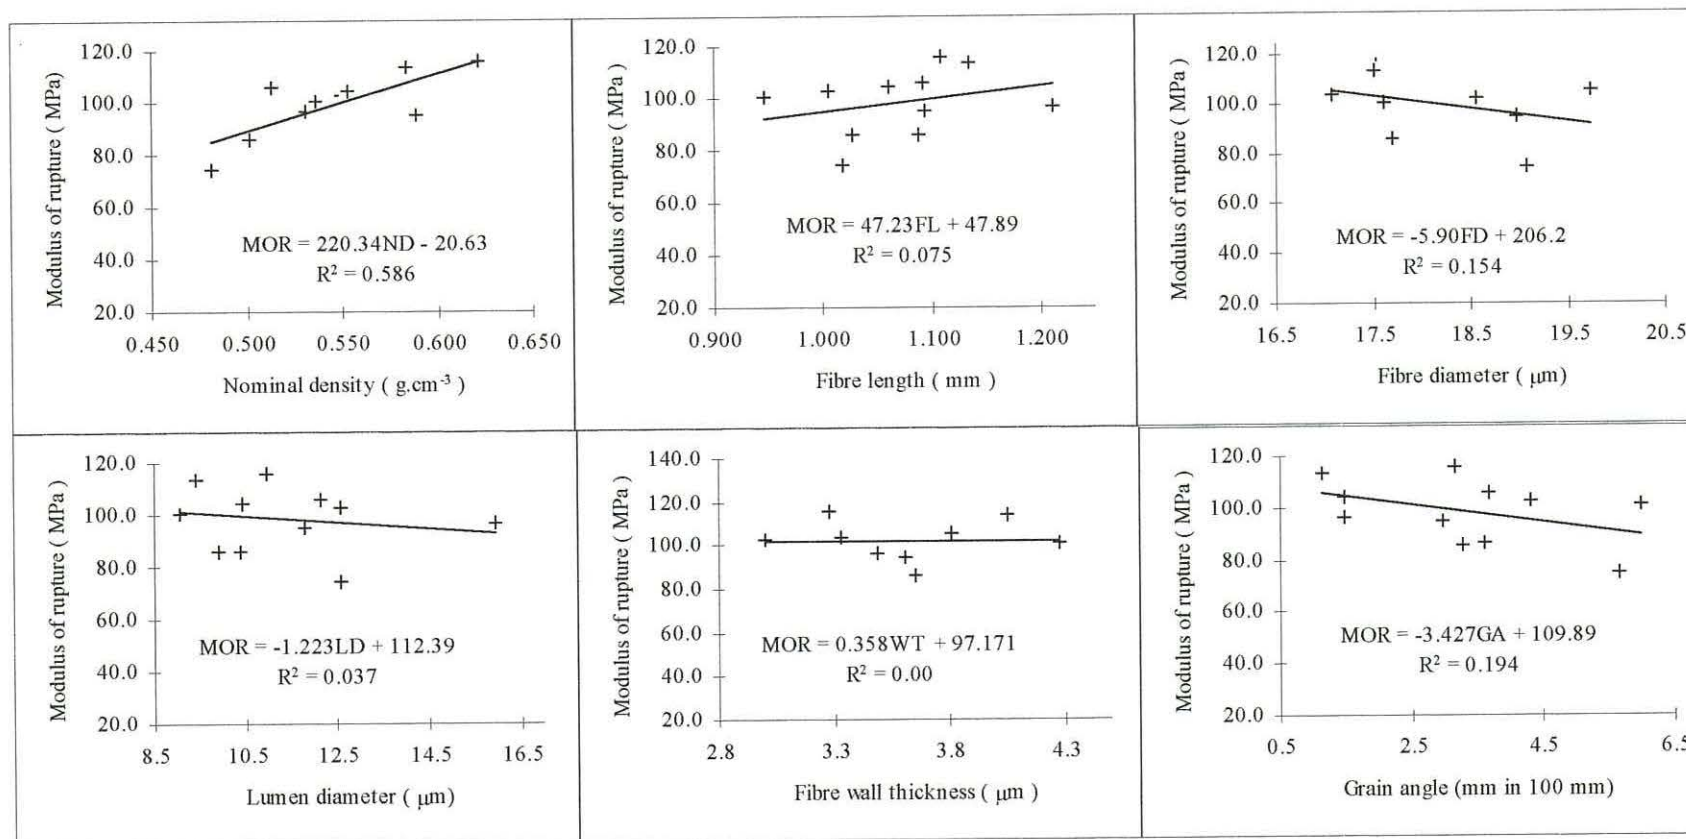 Modulus of rupture ( MPa)
120.0
100.0
80.0
60.0
40.0
20.0
MOR = 220.34ND - 20.63
R² = 0.586
0.450 0.500 0.550 0.600 0.650
Nominal density ( g.cm⁻³ )
Modulus of rupture ( MPa )
120.0
100.0
80.0
60.0
40.0
20.0
MOR = 47.23FL + 47.89
R² = 0.075
0.900 1.000 1.100 1.200
Fibre length ( mm )
Modulus of rupture ( MPa )
120.0
100.0
80.0
60.0
40.0
20.0
MOR = -5.90FD + 206.2
R² = 0.154
16.5 17.5 18.5 19.5 20.5
Fibre diameter ( μm)
Modulus of rupture ( MPa )
120.0
100.0
80.0
60.0
40.0
20.0
MOR = -1.223LD + 112.39
R² = 0.037
8.5 10.5 12.5 14.5 16.5
Lumen diameter ( μm)
Modulus of rupture ( MPa )
140.0
120.0
100.0
80.0
60.0
40.0
20.0
MOR = 0.358WT + 97.171
R² = 0.00
2.8 3.3 3.8 4.3
Fibre wall thickness ( μm )
Modulus of rupture ( MPa )
120.0
100.0
80.0
60.0
40.0
20.0
MOR = -3.427GA + 109.89
R² = 0.194
0.5 2.5 4.5 6.5
Grain angle (mm in 100 mm)